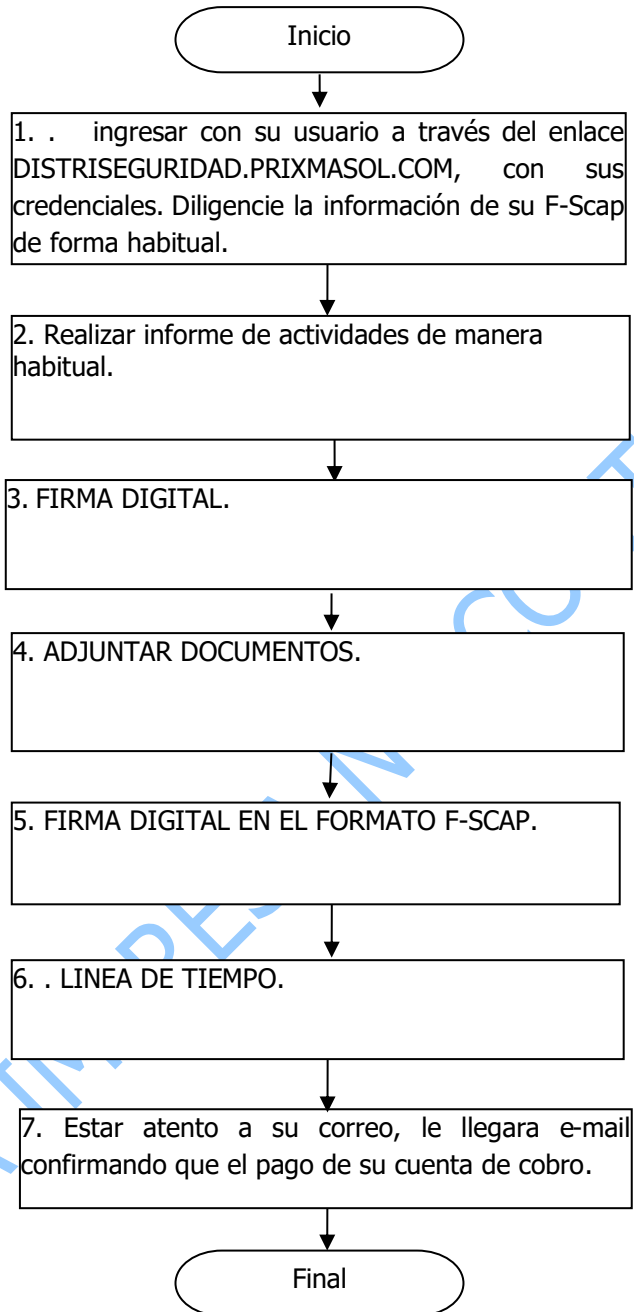 Inicio
1. . ingresar con su usuario a través del enlace
DISTRISEGURIDAD.PRIXMASOL.COM, con sus
credenciales. Diligencie la información de su F-Scap
de forma habitual.
2. Realizar informe de actividades de manera
habitual.
3. FIRMA DIGITAL.
4. ADJUNTAR DOCUMENTOS.
5. FIRMA DIGITAL EN EL FORMATO F-SCAP.
6. . LINEA DE TIEMPO.
7. Estar atento a su correo, le llegara e-mail
confirmando que el pago de su cuenta de cobro.
Final